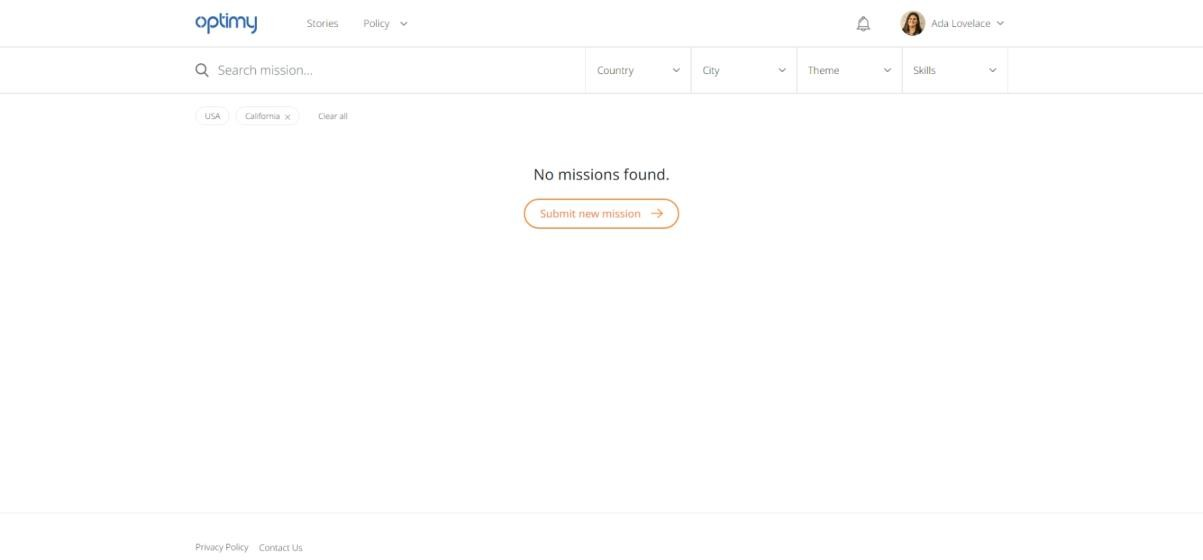 optimy Stories Policy Ada Lovelace
Search mission... Country City Theme Skills
USA California × Clear all
No missions found.
Submit new mission →
Privacy Policy Contact Us